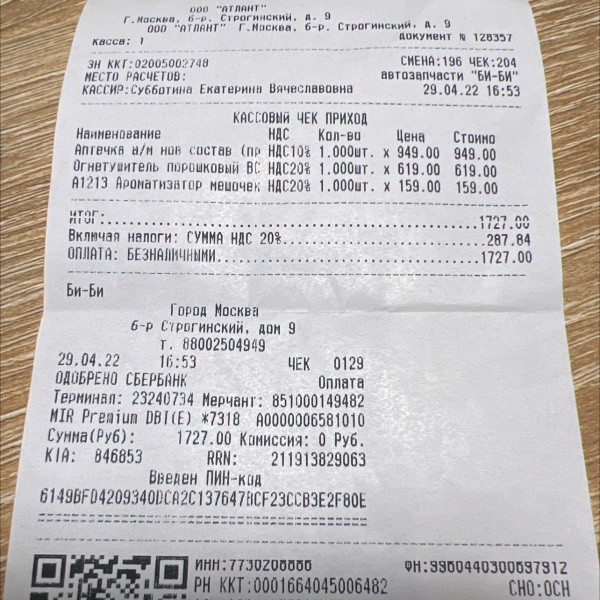 ООО "АТЛАНТ"
Г.Москва, б-р. Строгинский, д. 9
ООО "АТЛАНТ" Г.Москва, б-р. Строгинский, д. 9
Касса: 1 документ № 128357
ЗН ККТ:02005002748 СМЕНА:196 ЧЕК:204
МЕСТО РАСЧЕТОВ: автозапчасти "БИ-БИ"
КАССИР:Субботина Екатерина Вячеславовна 29.04.22 16:53
КАССОВЫЙ ЧЕК ПРИХОД
Наименование НДС Кол-во Цена Стоимо
Аптечка а/м нов состав (пр НДС10% 1.000шт. x 949.00 949.00
Огнетушитель порошковый ВС НДС20% 1.000шт. x 619.00 619.00
А1213 Ароматизатор мешочек НДС20% 1.000шт. x 159.00 159.00
ИТОГ:..........1727.00
Включая налоги: СУММА НДС 20%..........287.84
ОПЛАТА: БЕЗНАЛИЧНЫМИ..........1727.00
Би-Би
Город Москва
б-р Строгинский, дом 9
т. 88002504949
29.04.22 16:53 ЧЕК 0129
ОДОБРЕНО СБЕРБАНК Оплата
Терминал: 23240734 Мерчант: 851000149482
MIR Premium DBT(E) *7318 A0000006581010
Сумма(Руб): 1727.00 Комиссия: 0 Руб.
KIA: 846853 RRN: 211913829063
Введен ПИН-код
6149BFD4209340DCA2C137647BCF23CCB3E2F80E
РН ККТ:0001664045006482 СНО:ОСН